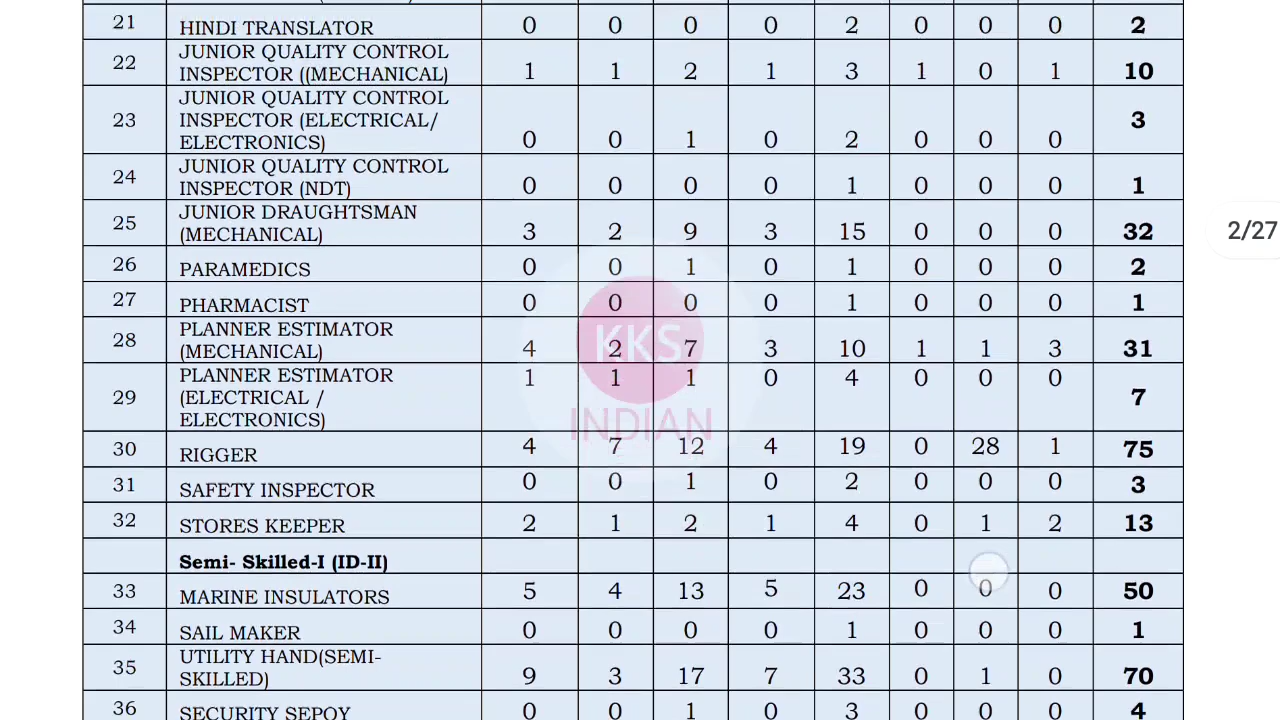 21 HINDI TRANSLATOR 0 0 0 0 2 0 0 0 2
22 JUNIOR QUALITY CONTROL
INSPECTOR ((MECHANICAL) 1 1 2 1 3 1 0 1 10
23 JUNIOR QUALITY CONTROL
INSPECTOR (ELECTRICAL/
ELECTRONICS) 0 0 1 0 2 0 0 0 3
24 JUNIOR QUALITY CONTROL
INSPECTOR (NDT) 0 0 0 0 1 0 0 0 1
25 JUNIOR DRAUGHTSMAN
(MECHANICAL) 3 2 9 3 15 0 0 0 32
2/27
26 PARAMEDICS 0 0 1 0 1 0 0 0 2
27 PHARMACIST 0 0 0 0 1 0 0 0 1
28 PLANNER ESTIMATOR
(MECHANICAL) 4 2 7 3 10 1 1 3 31
KKS
INDIAN
29 PLANNER ESTIMATOR
(ELECTRICAL /
ELECTRONICS) 1 1 1 0 4 0 0 0 7
30 RIGGER 4 7 12 4 19 0 28 1 75
31 SAFETY INSPECTOR 0 0 1 0 2 0 0 0 3
32 STORES KEEPER 2 1 2 1 4 0 1 2 13
Semi- Skilled-I (ID-II)
33 MARINE INSULATORS 5 4 13 5 23 0 0 0 50
34 SAIL MAKER 0 0 0 0 1 0 0 0 1
35 UTILITY HAND(SEMI-
SKILLED) 9 3 17 7 33 0 1 0 70
36 SECURITY SEPOY 0 0 1 0 3 0 0 0 4